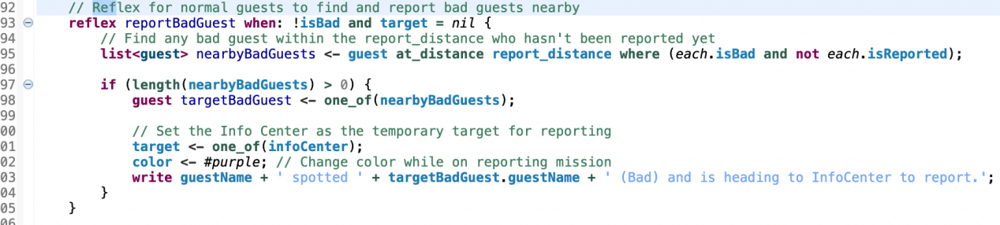 92 // Reflex for normal guests to find and report bad guests nearby
93 reflex reportBadGuest when: !isBad and target = nil {
94 // Find any bad guest within the report_distance who hasn't been reported yet
95 list<guest> nearbyBadGuests <- guest at_distance report_distance where (each.isBad and not each.isReported);
96
97 if (length(nearbyBadGuests) > 0) {
98 guest targetBadGuest <- one_of(nearbyBadGuests);
99
00 // Set the Info Center as the temporary target for reporting
01 target <- one_of(infoCenter);
02 color <- #purple; // Change color while on reporting mission
03 write guestName + ' spotted ' + targetBadGuest.guestName + ' (Bad) and is heading to InfoCenter to report.';
04 }
05 }
06